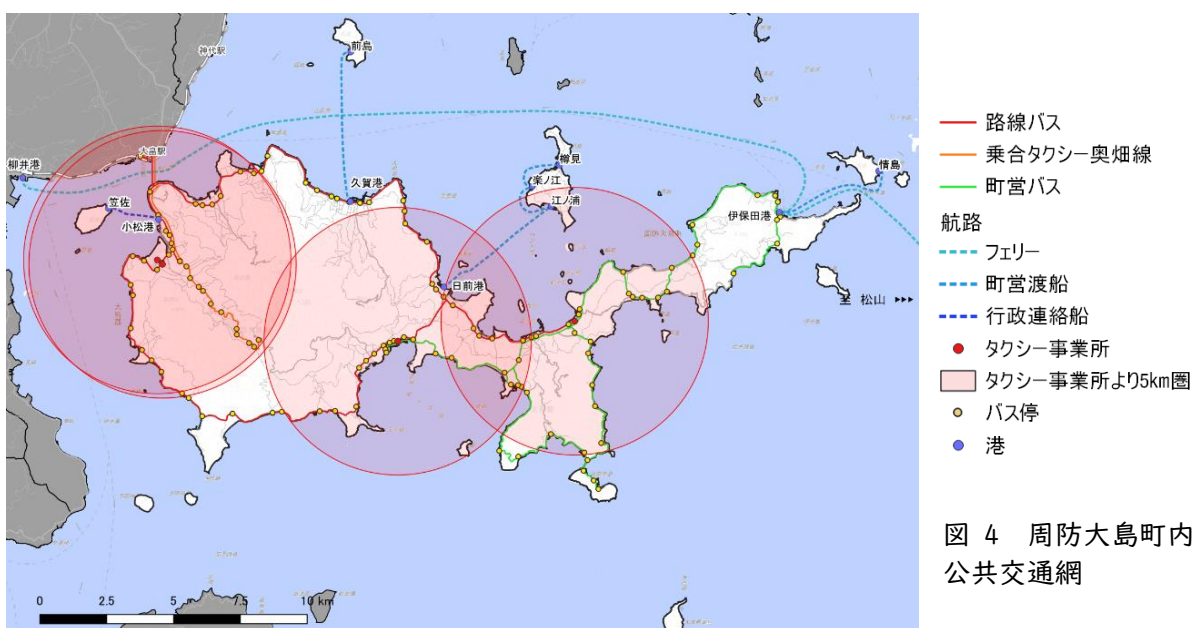 神代駅
前島
大畠駅
柳井港
笠佐
小松港
久賀港
樽見
楽ノ江
江ノ浦
情島
伊保田港
日前港
至 松山 ▸▸▸
0 2.5 5 7.5 10 km
路線バス
乗合タクシー奥畑線
町営バス
航路
フェリー
町営渡船
行政連絡船
タクシー事業所
タクシー事業所より5km圏
バス停
港
図 4 周防大島町内
公共交通網